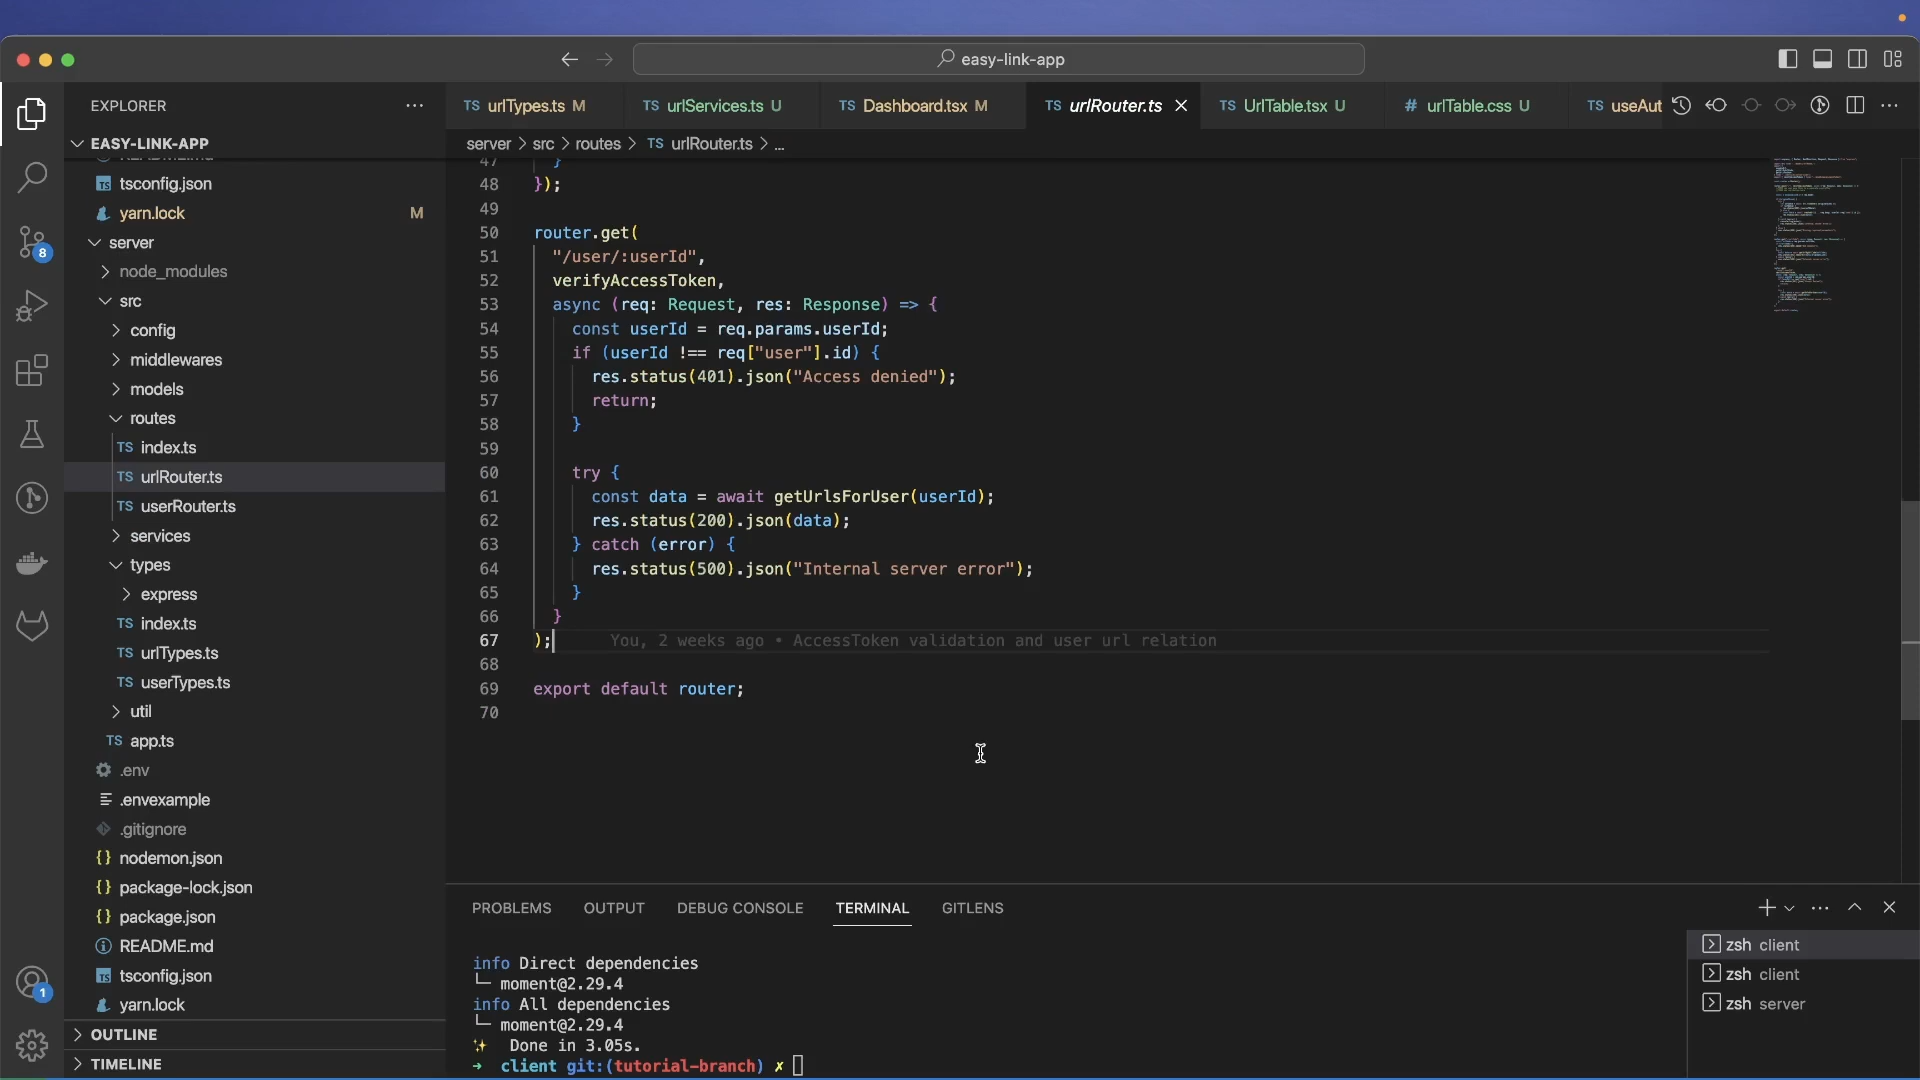 easy-link-app
EXPLORER
TS urlTypes.ts M
TS urlServices.ts U
TS Dashboard.tsx M
TS urlRouter.ts
TS UrlTable.tsx U
# urlTable.css U
TS useAut
EASY-LINK-APP
server > src > routes > TS urlRouter.ts > ...
tsconfig.json
yarn.lock M
server
node_modules
src
config
middlewares
models
routes
TS index.ts
TS urlRouter.ts
TS userRouter.ts
services
types
express
TS index.ts
TS urlTypes.ts
TS userTypes.ts
util
TS app.ts
.env
.envexample
.gitignore
{} nodemon.json
{} package-lock.json
{} package.json
README.md
tsconfig.json
yarn.lock
OUTLINE
TIMELINE
8
1
47 }
48 });
49
50 router.get(
51 "/user/:userId",
52 verifyAccessToken,
53 async (req: Request, res: Response) => {
54 const userId = req.params.userId;
55 if (userId !== req["user"].id) {
56 res.status(401).json("Access denied");
57 return;
58 }
59
60 try {
61 const data = await getUrlsForUser(userId);
62 res.status(200).json(data);
63 } catch (error) {
64 res.status(500).json("Internal server error");
65 }
66 }
67 ); You, 2 weeks ago • AccessToken validation and user url relation
68
69 export default router;
70
PROBLEMS OUTPUT DEBUG CONSOLE TERMINAL GITLENS
info Direct dependencies
└─ moment@2.29.4
info All dependencies
└─ moment@2.29.4
✨ Done in 3.05s.
→ client git:(tutorial-branch) ✗
zsh client
zsh client
zsh server